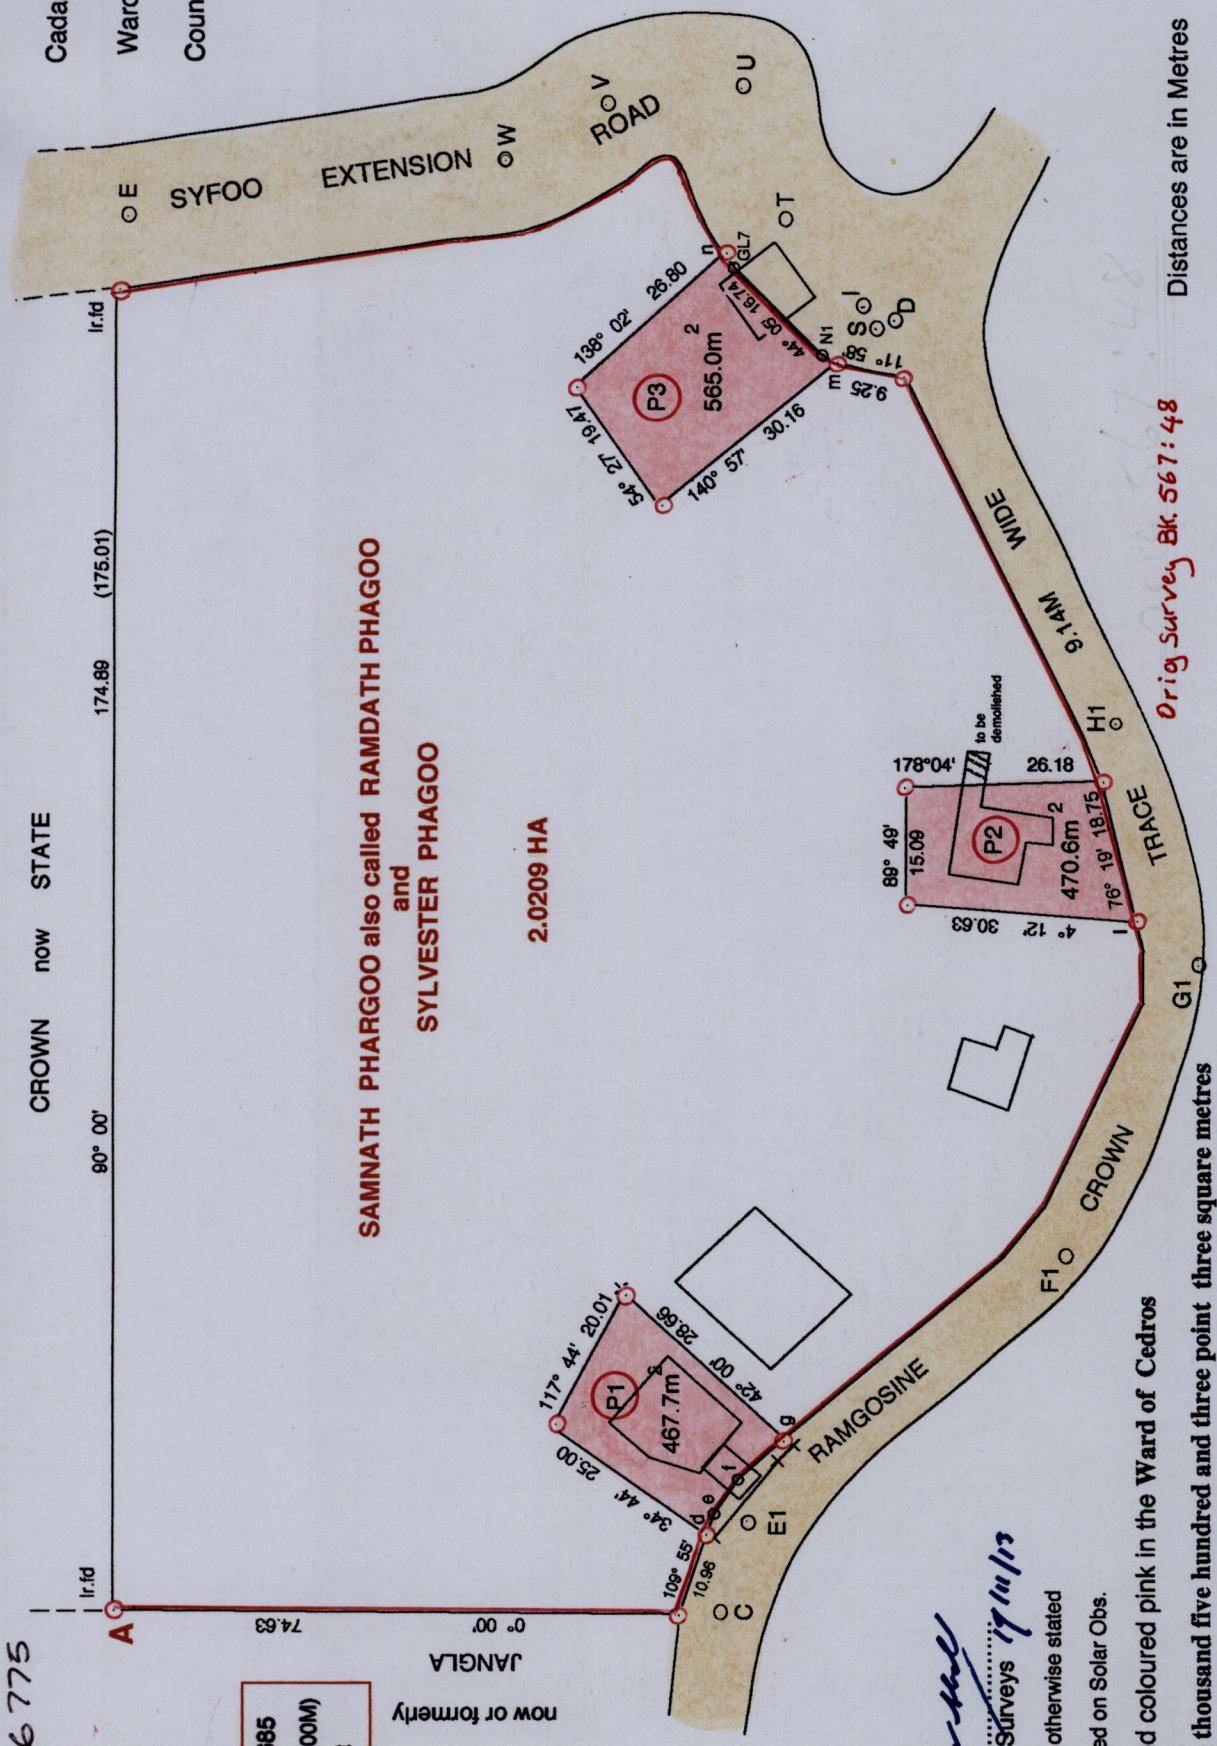 Cada
Ward
Coun
CROWN now STATE
6775
A
Ir.fd
90° 00'
174.89 (175.01)
Ir.fd
E
SYFOO EXTENSION ROAD
W
V
U
T
SAMNATH PHARGOO also called RAMDATH PHAGOO
and
SYLVESTER PHAGOO
2.0209 HA
74.63
0° 00'
JANGLA
now or formerly
685
00M)
P1
467.7m
2
117° 44' 20.01
25.00
34° 44'
28.66
42° 00'
109° 55'
10.96
d
e
f
g
C
E1
P2
470.6m
2
89° 49'
15.09
178°04'
26.18
4° 12' 30.63
76° 19' 18.75
to be
demolished
l
P3
565.0m
2
138° 02' 26.80
54° 27' 19.47
140° 57' 30.16
44° 05' 16.74
11° 58'
9.25
n
GL7
N1
m
I
S
D
RAMGOSINE CROWN TRACE 9.14M WIDE
F1
G1
H1
Orig Survey BK. 567:48
Distances are in Metres
Surveys 19/11/13
otherwise stated
ed on Solar Obs.
d coloured pink in the Ward of Cedros
thousand five hundred and three point three square metres